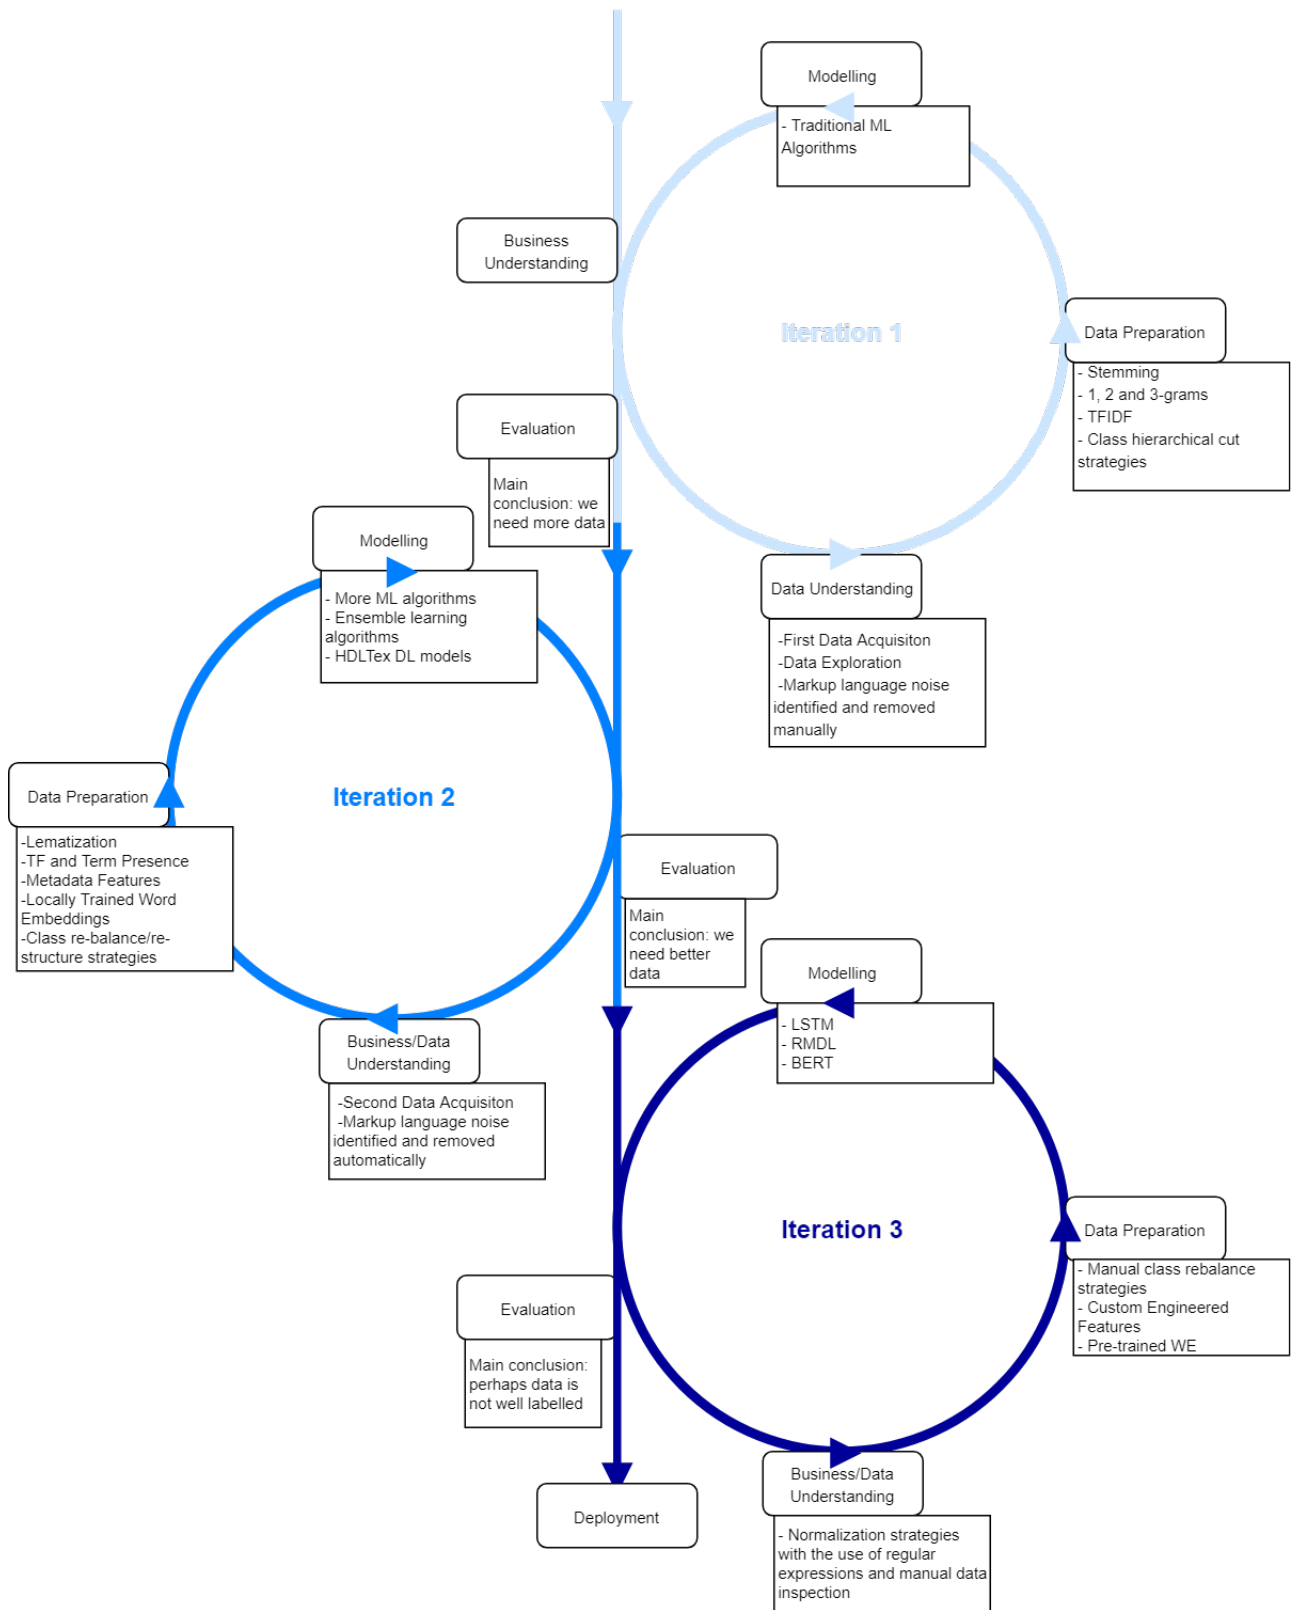 Modelling
- Traditional ML
Algorithms
Business
Understanding
Iteration 1
Data Preparation
- Stemming
- 1, 2 and 3-grams
- TFIDF
- Class hierarchical cut
strategies
Evaluation
Main
conclusion: we
need more data
Data Understanding
-First Data Acquisiton
-Data Exploration
-Markup language noise
identified and removed
manually
Modelling
- More ML algorithms
- Ensemble learning
algorithms
- HDLTex DL models
Iteration 2
Data Preparation
-Lematization
-TF and Term Presence
-Metadata Features
-Locally Trained Word
Embeddings
-Class re-balance/re-
structure strategies
Evaluation
Main
conclusion: we
need better
data
Business/Data
Understanding
-Second Data Acquisiton
-Markup language noise
identified and removed
automatically
Modelling
- LSTM
- RMDL
- BERT
Iteration 3
Data Preparation
- Manual class rebalance
strategies
- Custom Engineered
Features
- Pre-trained WE
Evaluation
Main conclusion:
perhaps data is
not well labelled
Business/Data
Understanding
- Normalization strategies
with the use of regular
expressions and manual data
inspection
Deployment